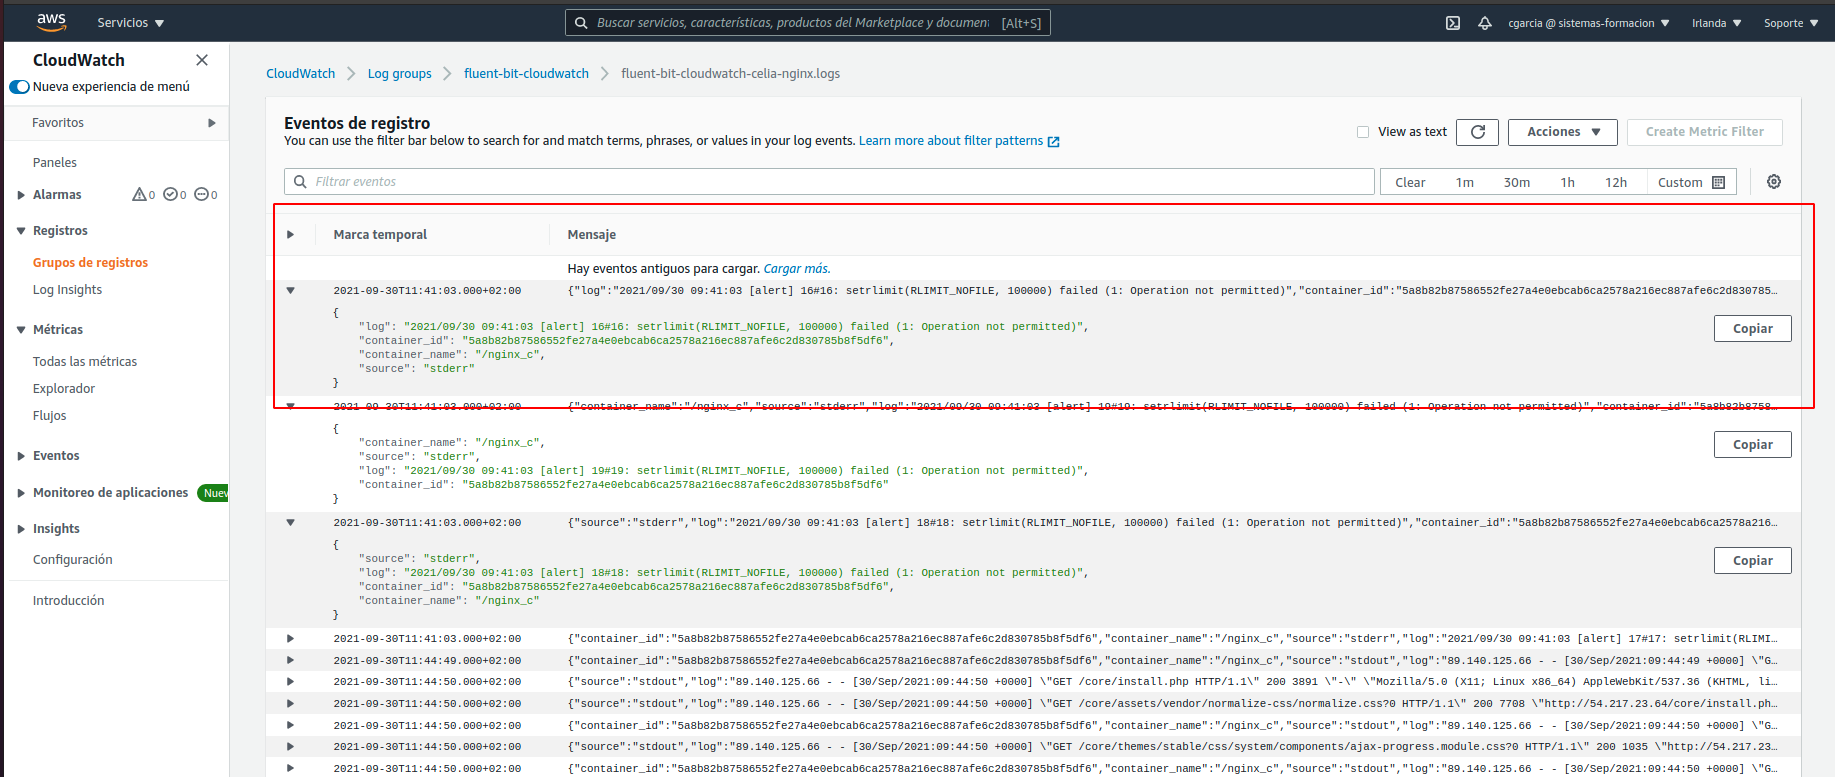 aws Servicios Buscar servicios, características, productos del Marketplace y document [Alt+S] cgarcia @ sistemas-formacion Irlanda Soporte
CloudWatch
Nueva experiencia de menú
Favoritos
Paneles
Alarmas 0 0 0
Registros
Grupos de registros
Log Insights
Métricas
Todas las métricas
Explorador
Flujos
Eventos
Monitoreo de aplicaciones Nuev
Insights
Configuración
Introducción
CloudWatch Log groups fluent-bit-cloudwatch fluent-bit-cloudwatch-celia-nginx.logs
Eventos de registro
You can use the filter bar below to search for and match terms, phrases, or values in your log events. Learn more about filter patterns
View as text Acciones Create Metric Filter
Filtrar eventos Clear 1m 30m 1h 12h Custom
Marca temporal Mensaje
Hay eventos antiguos para cargar. Cargar más.
2021-09-30T11:41:03.000+02:00 {"log":"2021/09/30 09:41:03 [alert] 16#16: setrlimit(RLIMIT_NOFILE, 100000) failed (1: Operation not permitted)","container_id":"5a8b82b87586552fe27a4e0ebcab6ca2578a216ec887afe6c2d830785…
{
"log": "2021/09/30 09:41:03 [alert] 16#16: setrlimit(RLIMIT_NOFILE, 100000) failed (1: Operation not permitted)",
"container_id": "5a8b82b87586552fe27a4e0ebcab6ca2578a216ec887afe6c2d830785b8f5df6",
"container_name": "/nginx_c",
"source": "stderr"
}
Copiar
2021-09-30T11:41:03.000+02:00 {"container_name":"/nginx_c","source":"stderr","log":"2021/09/30 09:41:03 [alert] 19#19: setrlimit(RLIMIT_NOFILE, 100000) failed (1: Operation not permitted)","container_id":"5a8b82b8758…
{
"container_name": "/nginx_c",
"source": "stderr",
"log": "2021/09/30 09:41:03 [alert] 19#19: setrlimit(RLIMIT_NOFILE, 100000) failed (1: Operation not permitted)",
"container_id": "5a8b82b87586552fe27a4e0ebcab6ca2578a216ec887afe6c2d830785b8f5df6"
}
Copiar
2021-09-30T11:41:03.000+02:00 {"source":"stderr","log":"2021/09/30 09:41:03 [alert] 18#18: setrlimit(RLIMIT_NOFILE, 100000) failed (1: Operation not permitted)","container_id":"5a8b82b87586552fe27a4e0ebcab6ca2578a216…
{
"source": "stderr",
"log": "2021/09/30 09:41:03 [alert] 18#18: setrlimit(RLIMIT_NOFILE, 100000) failed (1: Operation not permitted)",
"container_id": "5a8b82b87586552fe27a4e0ebcab6ca2578a216ec887afe6c2d830785b8f5df6",
"container_name": "/nginx_c"
}
Copiar
2021-09-30T11:41:03.000+02:00 {"container_id":"5a8b82b87586552fe27a4e0ebcab6ca2578a216ec887afe6c2d830785b8f5df6","container_name":"/nginx_c","source":"stderr","log":"2021/09/30 09:41:03 [alert] 17#17: setrlimit(RLIMI…
2021-09-30T11:44:49.000+02:00 {"container_id":"5a8b82b87586552fe27a4e0ebcab6ca2578a216ec887afe6c2d830785b8f5df6","container_name":"/nginx_c","source":"stdout","log":"89.140.125.66 - - [30/Sep/2021:09:44:49 +0000] \"G…
2021-09-30T11:44:50.000+02:00 {"source":"stdout","log":"89.140.125.66 - - [30/Sep/2021:09:44:50 +0000] \"GET /core/install.php HTTP/1.1\" 200 3891 \"-\" \"Mozilla/5.0 (X11; Linux x86_64) AppleWebKit/537.36 (KHTML, li…
2021-09-30T11:44:50.000+02:00 {"source":"stdout","log":"89.140.125.66 - - [30/Sep/2021:09:44:50 +0000] \"GET /core/assets/vendor/normalize-css/normalize.css?0 HTTP/1.1\" 200 7708 \"http://54.217.23.64/core/install.ph…
2021-09-30T11:44:50.000+02:00 {"container_id":"5a8b82b87586552fe27a4e0ebcab6ca2578a216ec887afe6c2d830785b8f5df6","container_name":"/nginx_c","source":"stdout","log":"89.140.125.66 - - [30/Sep/2021:09:44:50 +0000] \"G…
2021-09-30T11:44:50.000+02:00 {"source":"stdout","log":"89.140.125.66 - - [30/Sep/2021:09:44:50 +0000] \"GET /core/themes/stable/css/system/components/ajax-progress.module.css?0 HTTP/1.1\" 200 1035 \"http://54.217.23…
2021-09-30T11:44:50.000+02:00 {"container_id":"5a8b82b87586552fe27a4e0ebcab6ca2578a216ec887afe6c2d830785b8f5df6","container_name":"/nginx_c","source":"stdout","log":"89.140.125.66 - - [30/Sep/2021:09:44:50 +0000] \"G…